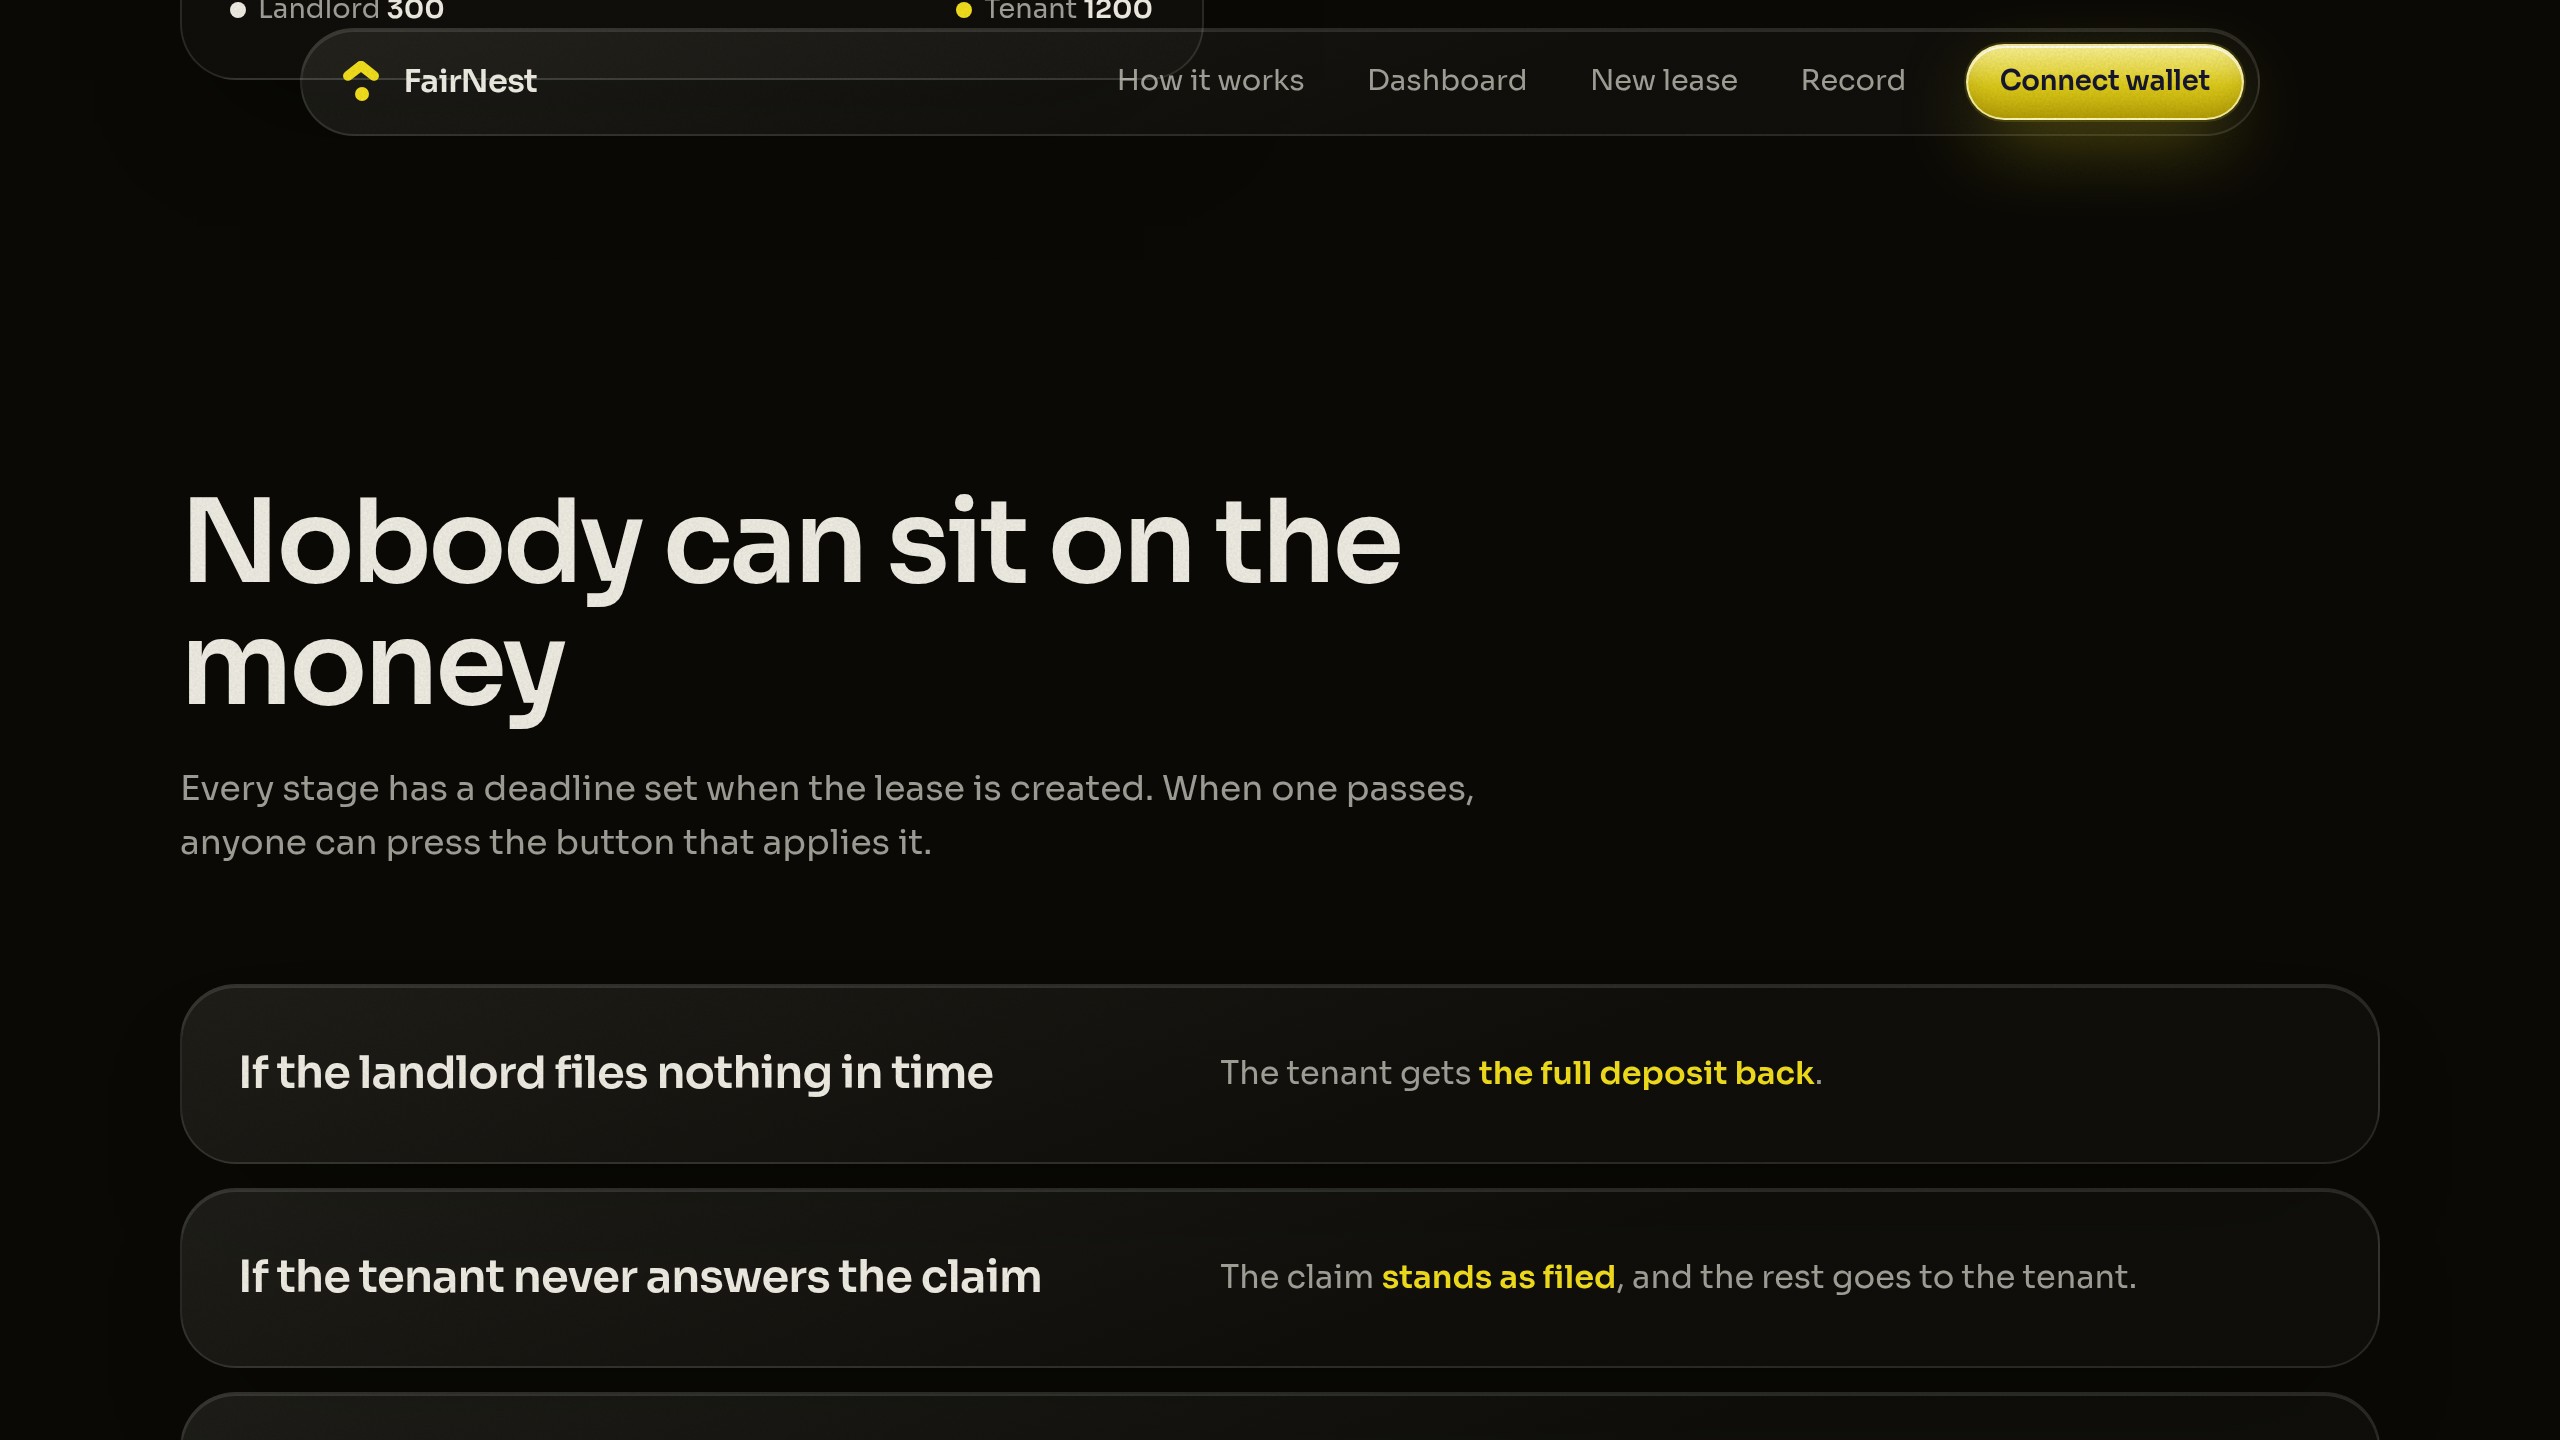 Landlord 300
Tenant 1200
FairNest
How it works
Dashboard
New lease
Record
Connect wallet
Nobody can sit on the
money
Every stage has a deadline set when the lease is created. When one passes,
anyone can press the button that applies it.
If the landlord files nothing in time
The tenant gets the full deposit back.
If the tenant never answers the claim
The claim stands as filed, and the rest goes to the tenant.